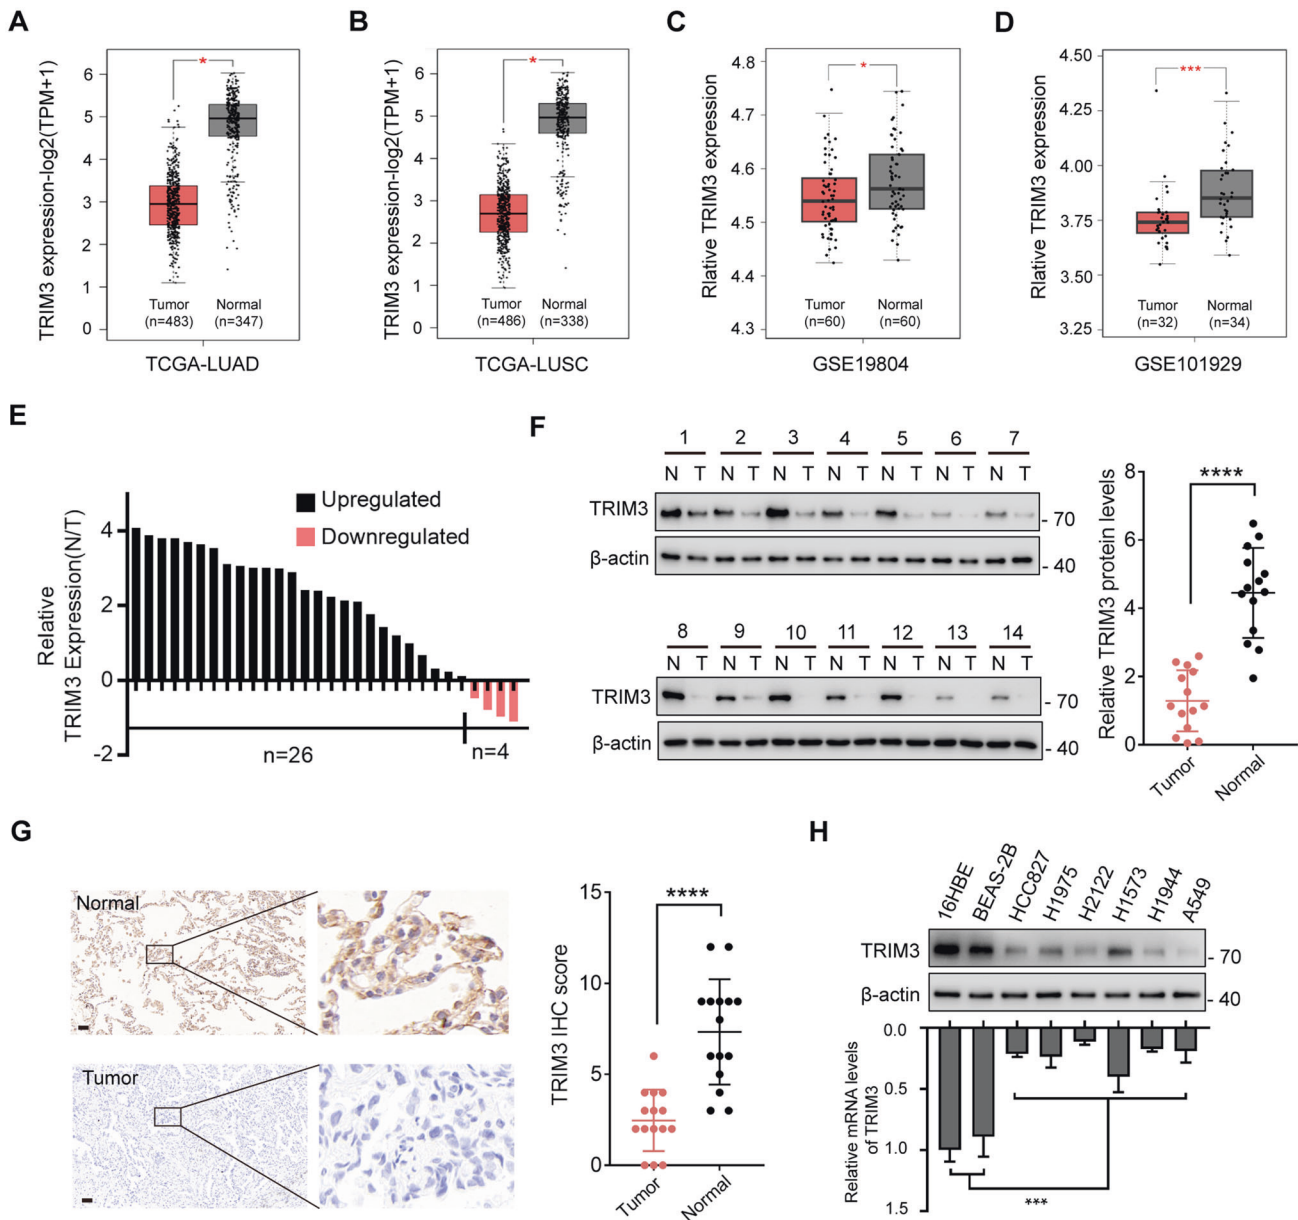 A
TRIM3 expression-log2(TPM+1)
6
5
4
3
2
1
0
*
Tumor
(n=483)
Normal
(n=347)
TCGA-LUAD
B
TRIM3 expression-log2(TPM+1)
6
5
4
3
2
1
0
*
Tumor
(n=486)
Normal
(n=338)
TCGA-LUSC
C
Rlative TRIM3 expression
4.8
4.7
4.6
4.5
4.4
4.3
*
Tumor
(n=60)
Normal
(n=60)
GSE19804
D
Rlative TRIM3 expression
4.50
4.25
4.00
3.75
3.50
3.25
***
Tumor
(n=32)
Normal
(n=34)
GSE101929
E
Relative
TRIM3 Expression(N/T)
4
2
0
-2
Upregulated
Downregulated
n=26
n=4
F
1 2 3 4 5 6 7
N T N T N T N T N T N T N T
TRIM3
- 70
β-actin
- 40
8 9 10 11 12 13 14
N T N T N T N T N T N T N T
TRIM3
- 70
β-actin
- 40
Relative TRIM3 protein levels
8
6
4
2
0
****
Tumor
Normal
G
Normal
Tumor
TRIM3 IHC score
15
10
5
0
****
Tumor
Normal
H
16HBE
BEAS-2B
HCC827
H1975
H2122
H1573
H1944
A549
TRIM3
- 70
β-actin
- 40
Relative mRNA levels
of TRIM3
0.0
0.5
1.0
1.5
***